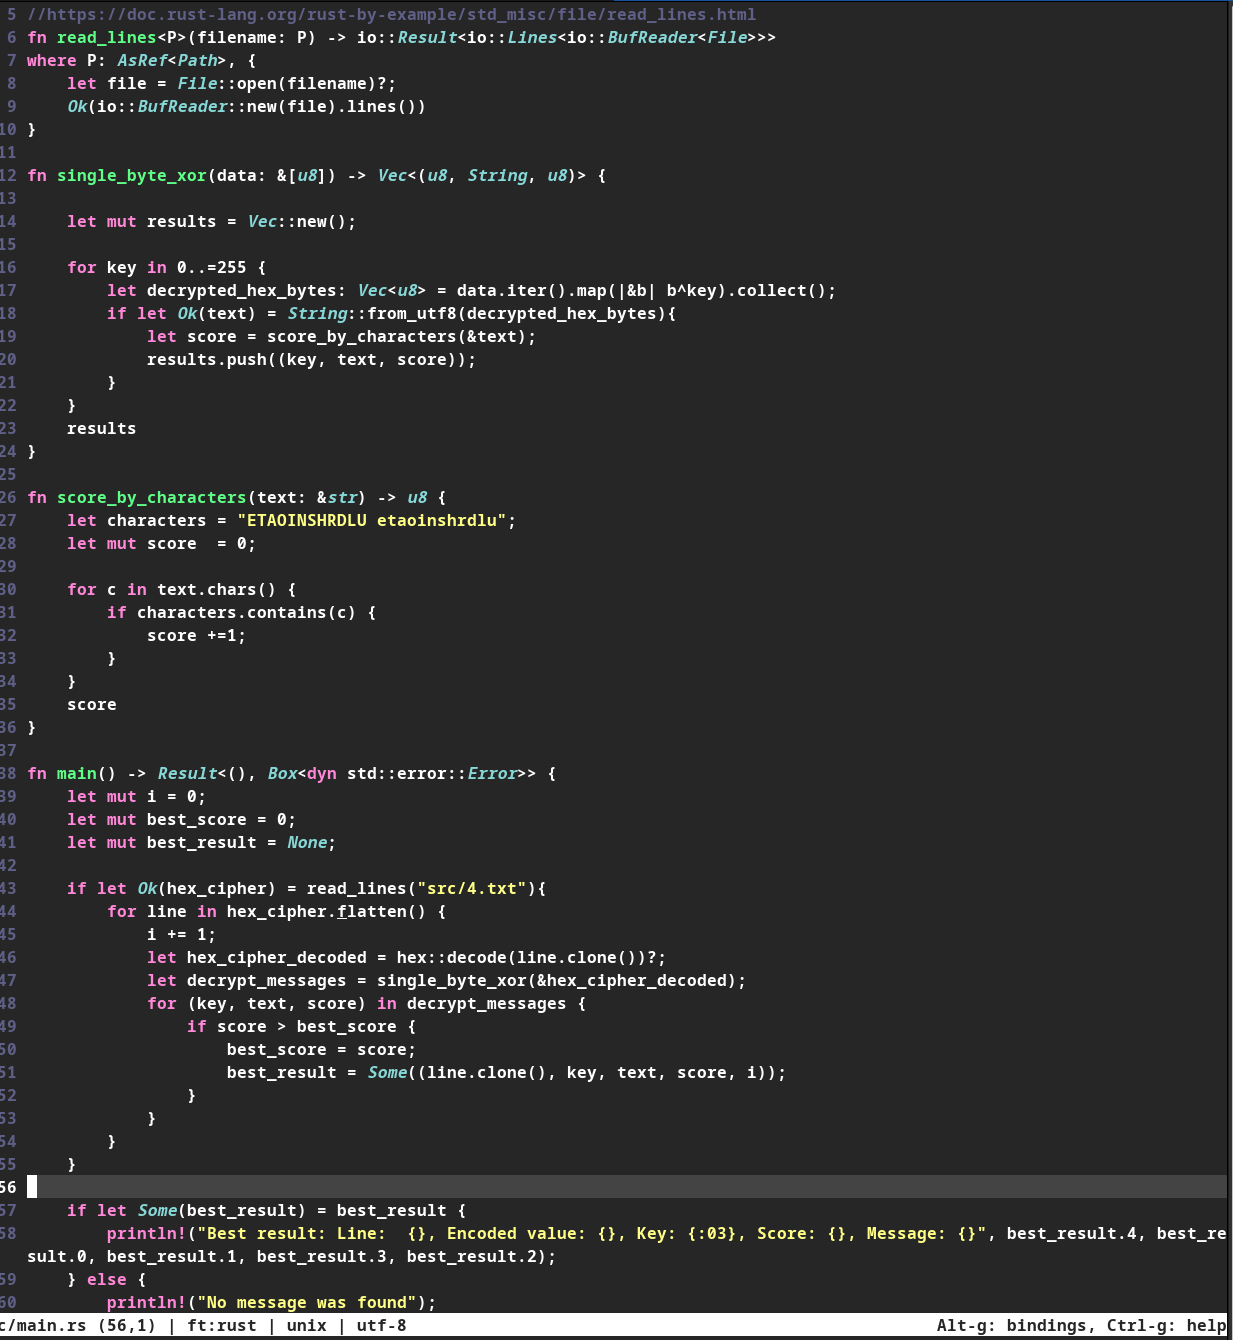 5 //https://doc.rust-lang.org/rust-by-example/std_misc/file/read_lines.html
6 fn read_lines<P>(filename: P) -> io::Result<io::Lines<io::BufReader<File>>>
7 where P: AsRef<Path>, {
8     let file = File::open(filename)?;
9     Ok(io::BufReader::new(file).lines())
10 }
11
12 fn single_byte_xor(data: &[u8]) -> Vec<(u8, String, u8)> {
13
14     let mut results = Vec::new();
15
16     for key in 0..=255 {
17         let decrypted_hex_bytes: Vec<u8> = data.iter().map(|&b| b^key).collect();
18         if let Ok(text) = String::from_utf8(decrypted_hex_bytes){
19             let score = score_by_characters(&text);
20             results.push((key, text, score));
21         }
22     }
23     results
24 }
25
26 fn score_by_characters(text: &str) -> u8 {
27     let characters = "ETAOINSHRDLU etaoinshrdlu";
28     let mut score  = 0;
29
30     for c in text.chars() {
31         if characters.contains(c) {
32             score +=1;
33         }
34     }
35     score
36 }
37
38 fn main() -> Result<(), Box<dyn std::error::Error>> {
39     let mut i = 0;
40     let mut best_score = 0;
41     let mut best_result = None;
42
43     if let Ok(hex_cipher) = read_lines("src/4.txt"){
44         for line in hex_cipher.flatten() {
45             i += 1;
46             let hex_cipher_decoded = hex::decode(line.clone())?;
47             let decrypt_messages = single_byte_xor(&hex_cipher_decoded);
48             for (key, text, score) in decrypt_messages {
49                 if score > best_score {
50                     best_score = score;
51                     best_result = Some((line.clone(), key, text, score, i));
52                 }
53             }
54         }
55     }
56
57     if let Some(best_result) = best_result {
58         println!("Best result: Line:  {}, Encoded value: {}, Key: {:03}, Score: {}, Message: {}", best_result.4, best_re
sult.0, best_result.1, best_result.3, best_result.2);
59     } else {
60         println!("No message was found");
c/main.rs (56,1) | ft:rust | unix | utf-8 Alt-g: bindings, Ctrl-g: help